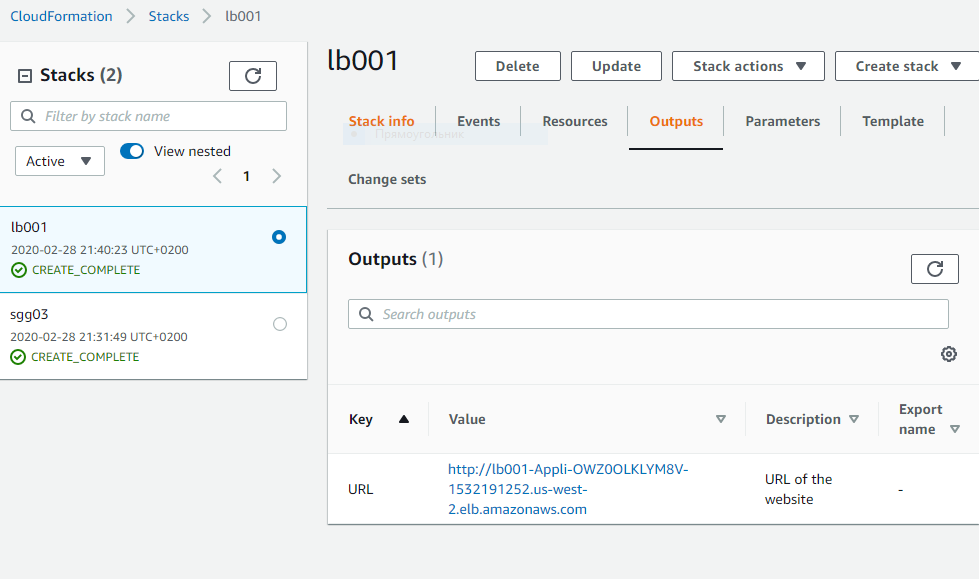 CloudFormation > Stacks > lb001
Stacks (2)
Filter by stack name
Active
View nested
1
lb001
2020-02-28 21:40:23 UTC+0200
CREATE_COMPLETE
sgg03
2020-02-28 21:31:49 UTC+0200
CREATE_COMPLETE
lb001
Delete
Update
Stack actions
Create stack
Stack info
Events
Resources
Outputs
Parameters
Template
Прямоугольник
Change sets
Outputs (1)
Search outputs
Key
Value
Description
Export
name
URL
http://lb001-Appli-OWZ0OLKLYM8V-
1532191252.us-west-
2.elb.amazonaws.com
URL of the
website
-